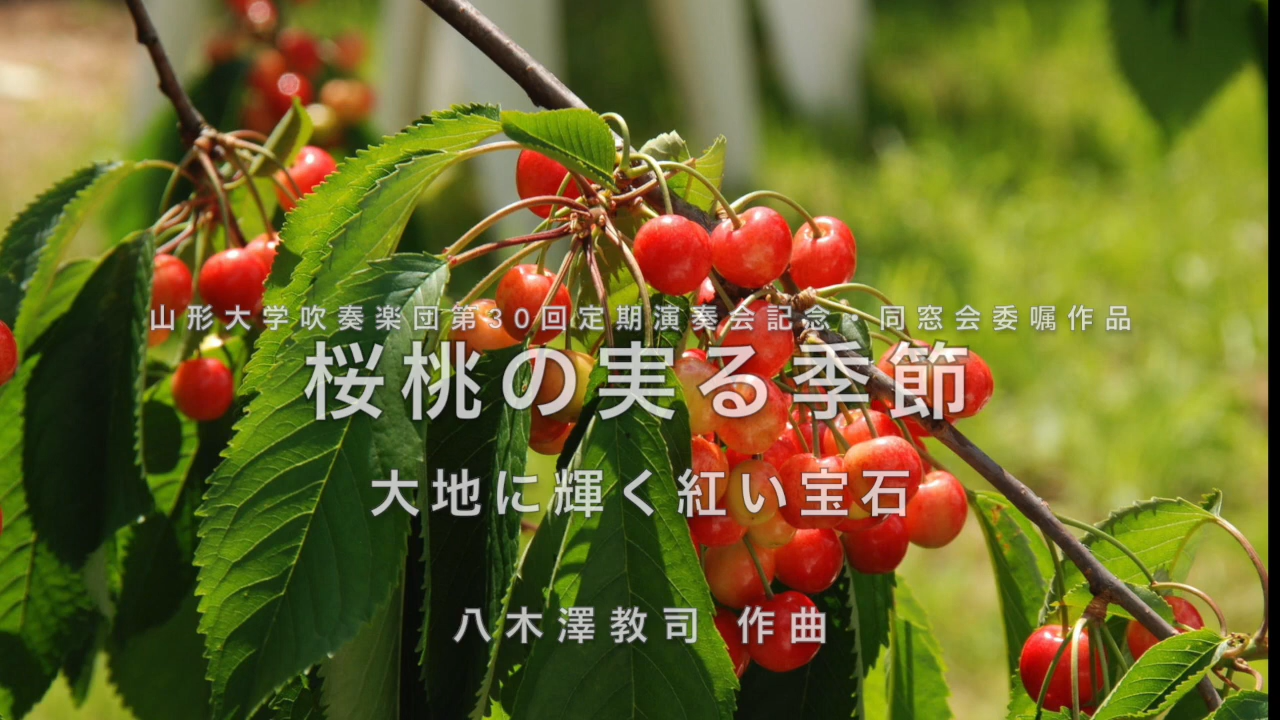 山形大学吹奏楽団第３０回定期演奏会記念　同窓会委嘱作品
桜桃の実る季節
大地に輝く紅い宝石
八木澤教司 作曲